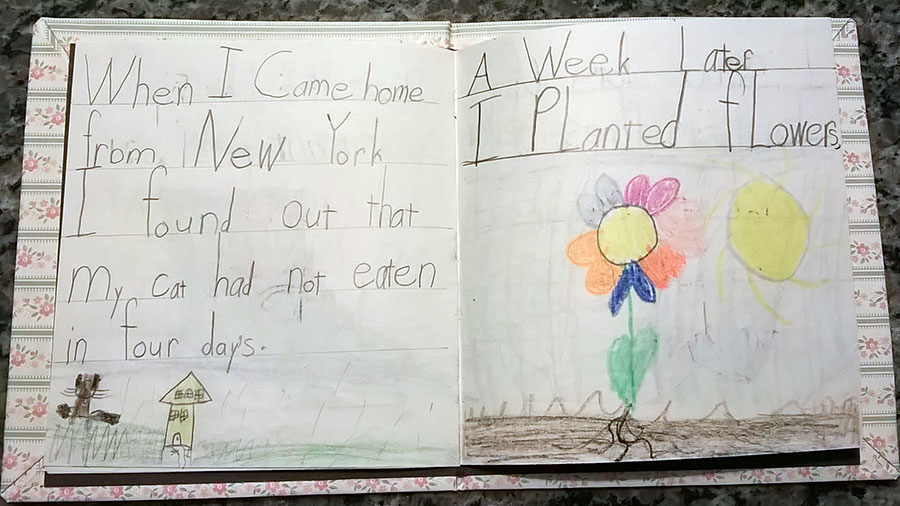 When I Came home
from New York
I found out that
my cat had not eaten
in four days.
A Week Later
I PLanted fLowers,